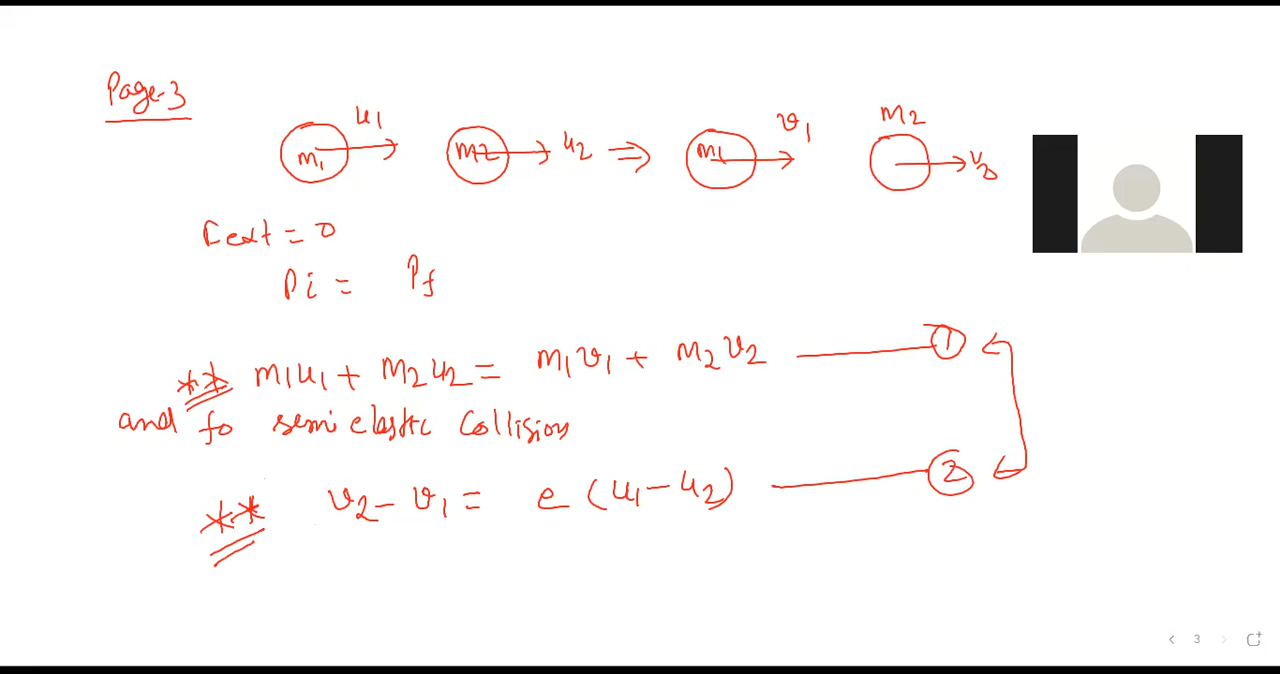 Page-3
u1 v1 m2
m1 m2 u2 ⇒ m1 v2
Fext = 0
Pi = Pf
** m1u1 + m2u2 = m1v1 + m2v2 —— ①
and fo semi elastic collision
** v2 - v1 = e (u1 - u2) —— ②
< 3 >